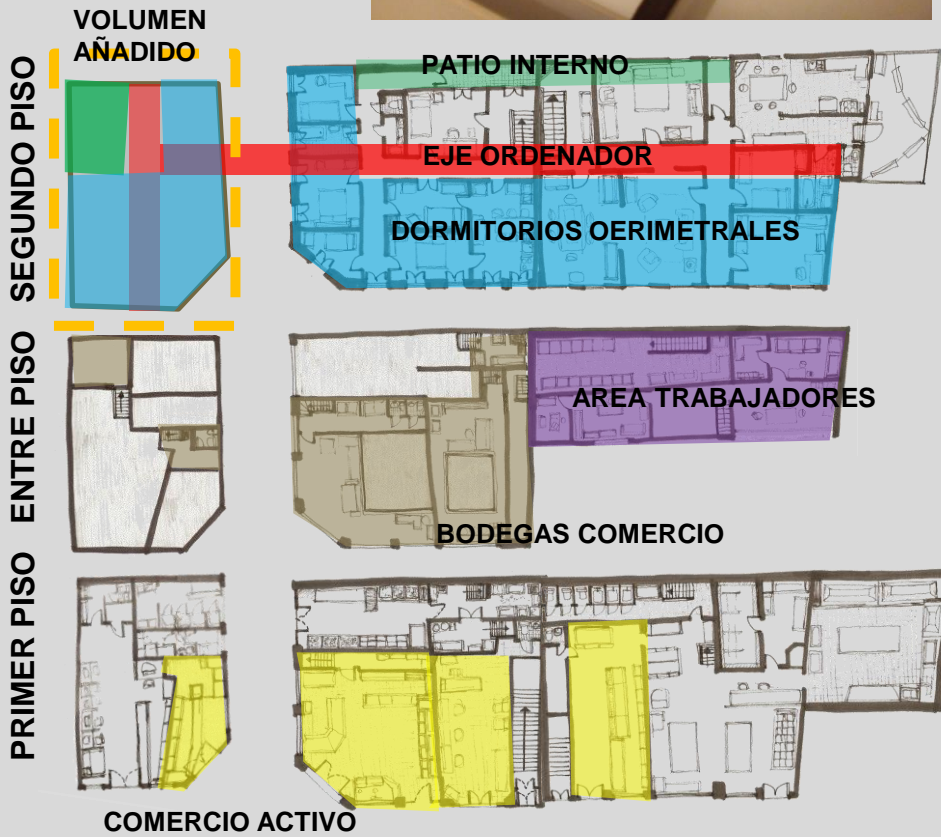 VOLUMEN
AÑADIDO
SEGUNDO PISO
PATIO INTERNO
EJE ORDENADOR
DORMITORIOS OERIMETRALES
ENTRE PISO
AREA TRABAJADORES
BODEGAS COMERCIO
PRIMER PISO
COMERCIO ACTIVO